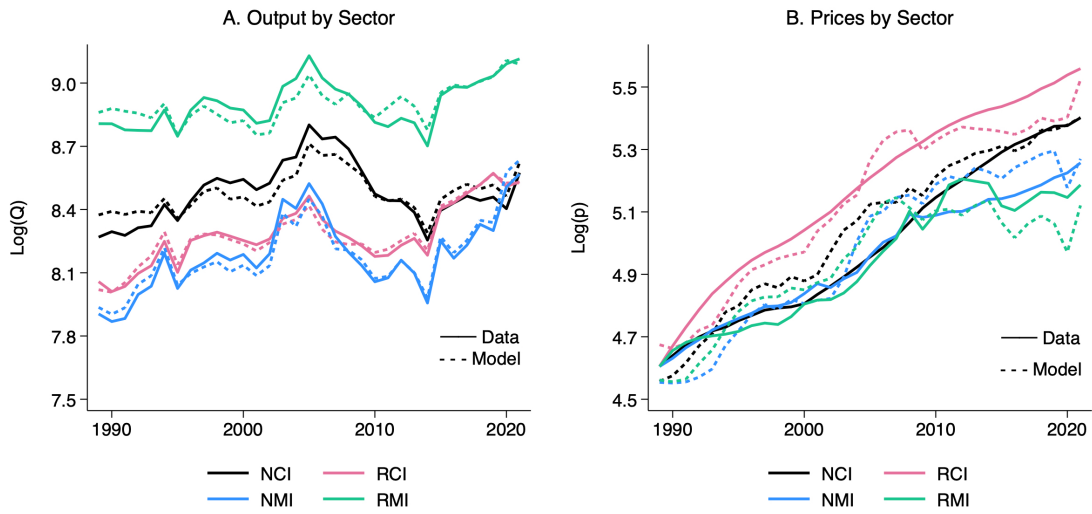 A. Output by Sector
Log(Q)
9.0
8.7
8.4
8.1
7.8
7.5
Data
Model
1990
2000
2010
2020
NCI
RCI
NMI
RMI
B. Prices by Sector
Log(p)
5.5
5.3
5.1
4.9
4.7
4.5
Data
Model
1990
2000
2010
2020
NCI
RCI
NMI
RMI